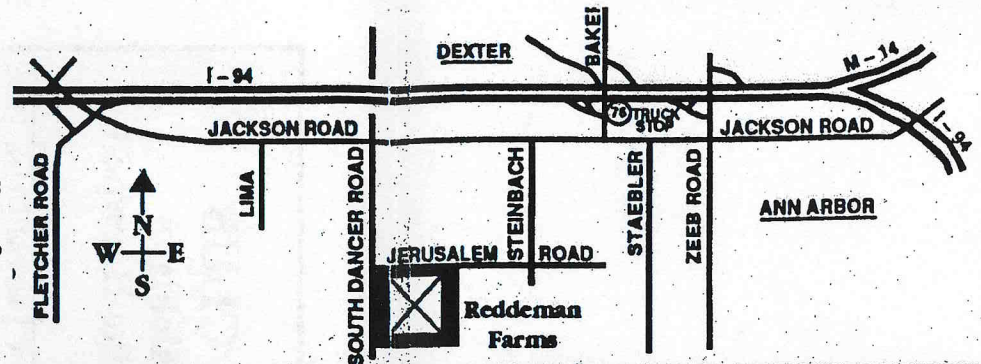 DEXTER
BAKER
M-14
I-94
76 TRUCK
STOP
I-94
JACKSON ROAD
JACKSON ROAD
FLETCHER ROAD
LIMA
SOUTH DANCER ROAD
STEINBACH
STAEBLER
ZEEB ROAD
ANN ARBOR
N
W E
S
JERUSALEM ROAD
Reddeman
Farms